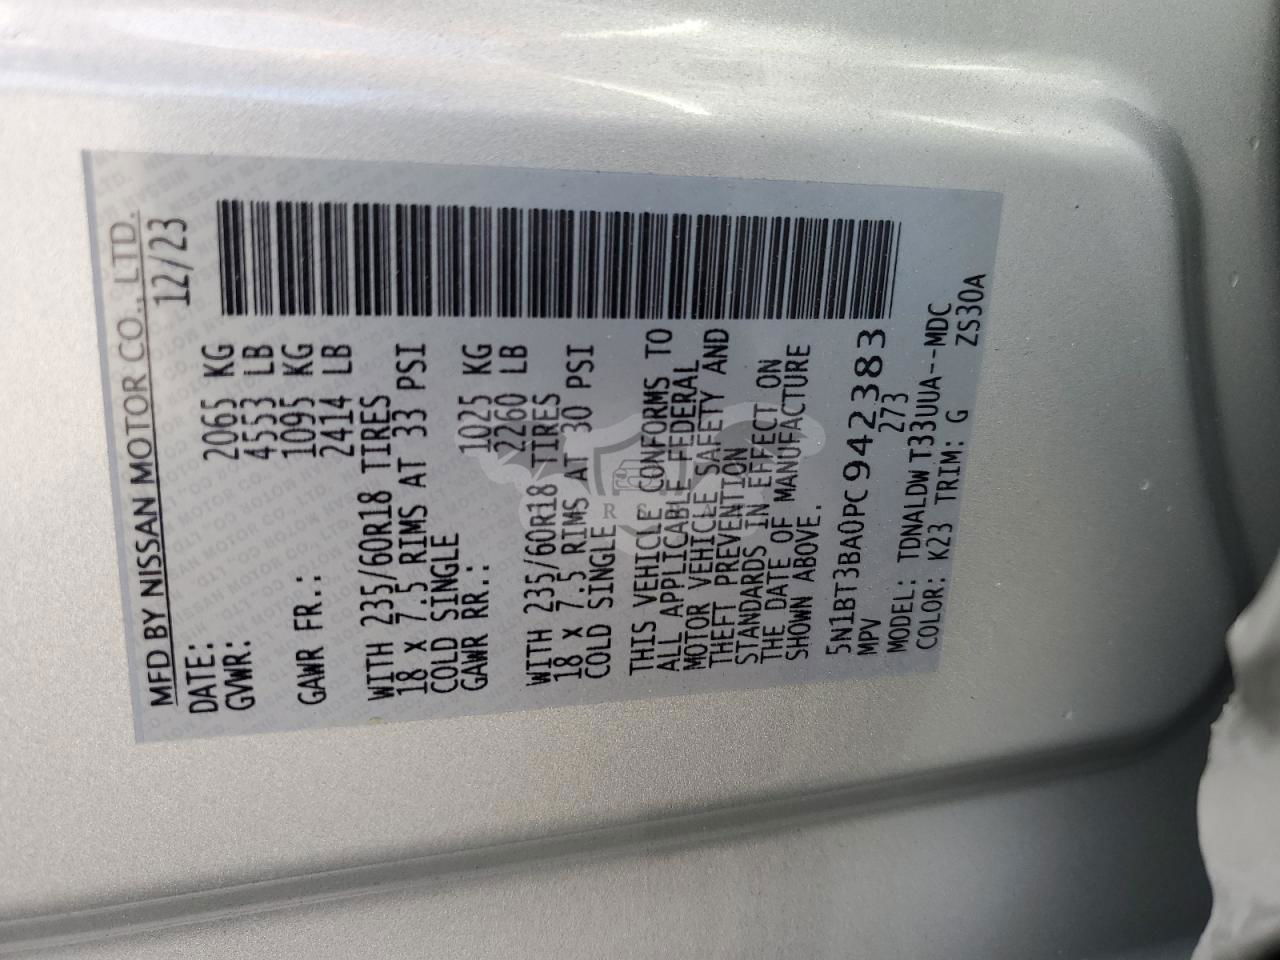 MFD BY NISSAN MOTOR CO., LTD.
DATE: 12/23
GVWR: 2065 KG
4553 LB
GAWR FR.: 1095 KG
2414 LB
WITH 235/60R18 TIRES
18 X 7.5 RIMS AT 33 PSI
COLD SINGLE
GAWR RR.: 1025 KG
2260 LB
WITH 235/60R18 TIRES
18 X 7.5 RIMS AT 30 PSI
COLD SINGLE
THIS VEHICLE CONFORMS TO
ALL APPLICABLE FEDERAL
MOTOR VEHICLE SAFETY AND
THEFT PREVENTION
STANDARDS IN EFFECT ON
THE DATE OF MANUFACTURE
SHOWN ABOVE.
5N1BT3BA0PC942383
MPV 273
MODEL: TDNALDW T33UUA--MDC
COLOR: K23 TRIM: G ZS30A